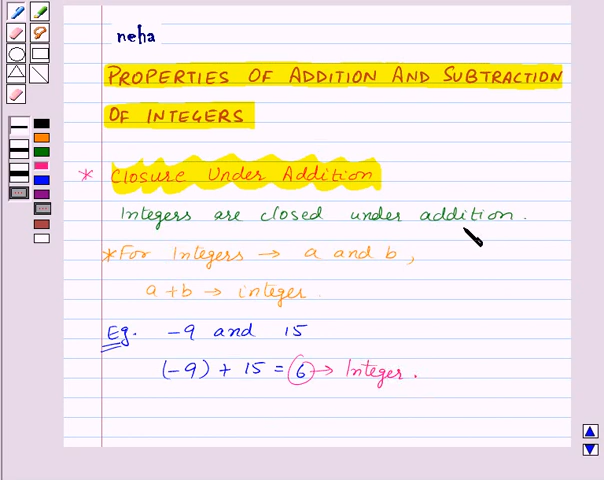 neha
PROPERTIES OF ADDITION AND SUBTRACTION
OF INTEGERS
* Closure Under Addition
Integers are closed under addition.
*For Integers → a and b,
a+b → integer.
Eg. -9 and 15
(-9) + 15 = 6 → Integer.